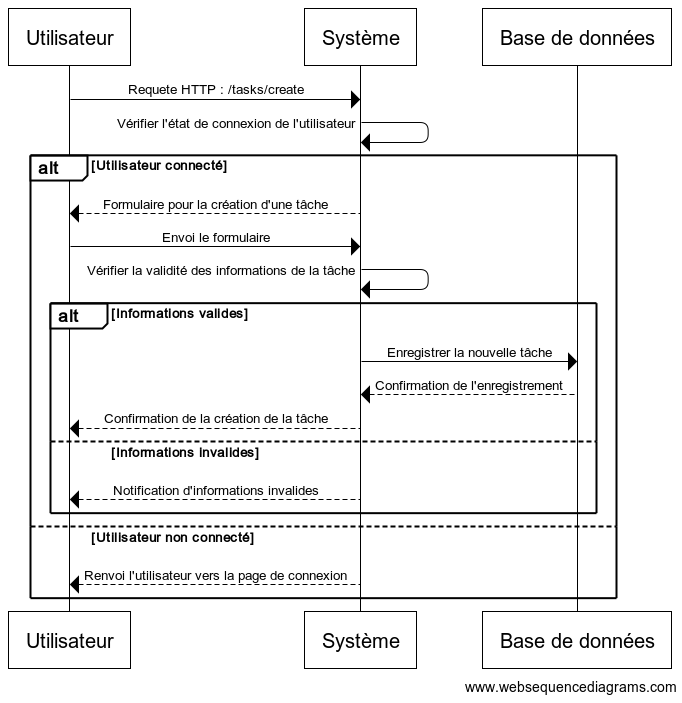 Utilisateur
Système
Base de données
Requete HTTP : /tasks/create
Vérifier l'état de connexion de l'utilisateur
alt
[Utilisateur connecté]
Formulaire pour la création d'une tâche
Envoi le formulaire
Vérifier la validité des informations de la tâche
alt
[Informations valides]
Enregistrer la nouvelle tâche
Confirmation de l'enregistrement
Confirmation de la création de la tâche
[Informations invalides]
Notification d'informations invalides
[Utilisateur non connecté]
Renvoi l'utilisateur vers la page de connexion
Utilisateur
Système
Base de données
www.websequencediagrams.com